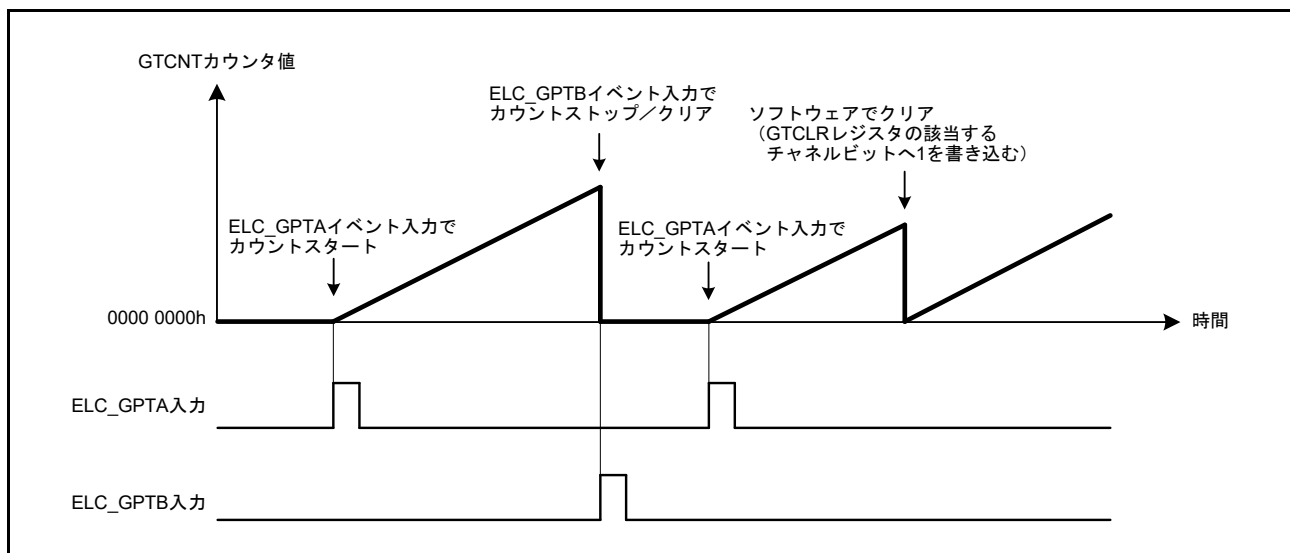 GTCNTカウンタ値
ELC_GPTBイベント入力で
カウントストップ／クリア
ソフトウェアでクリア
（GTCLRレジスタの該当する
チャネルビットへ1を書き込む）
ELC_GPTAイベント入力で
カウントスタート
ELC_GPTAイベント入力で
カウントスタート
0000 0000h
時間
ELC_GPTA入力
ELC_GPTB入力